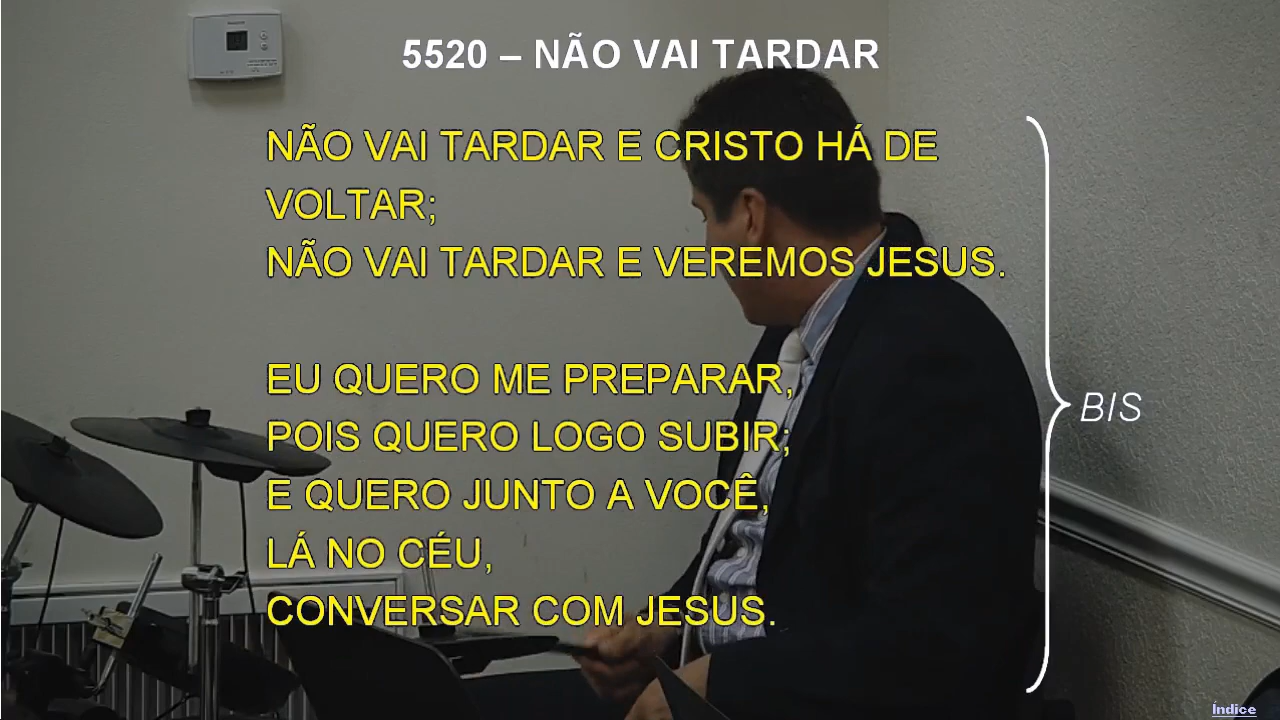 5520 – NÃO VAI TARDAR
NÃO VAI TARDAR E CRISTO HÁ DE
VOLTAR;
NÃO VAI TARDAR E VEREMOS JESUS.
EU QUERO ME PREPARAR,
POIS QUERO LOGO SUBIR;
E QUERO JUNTO A VOCÊ,
LÁ NO CÉU,
CONVERSAR COM JESUS.
BIS
Índice